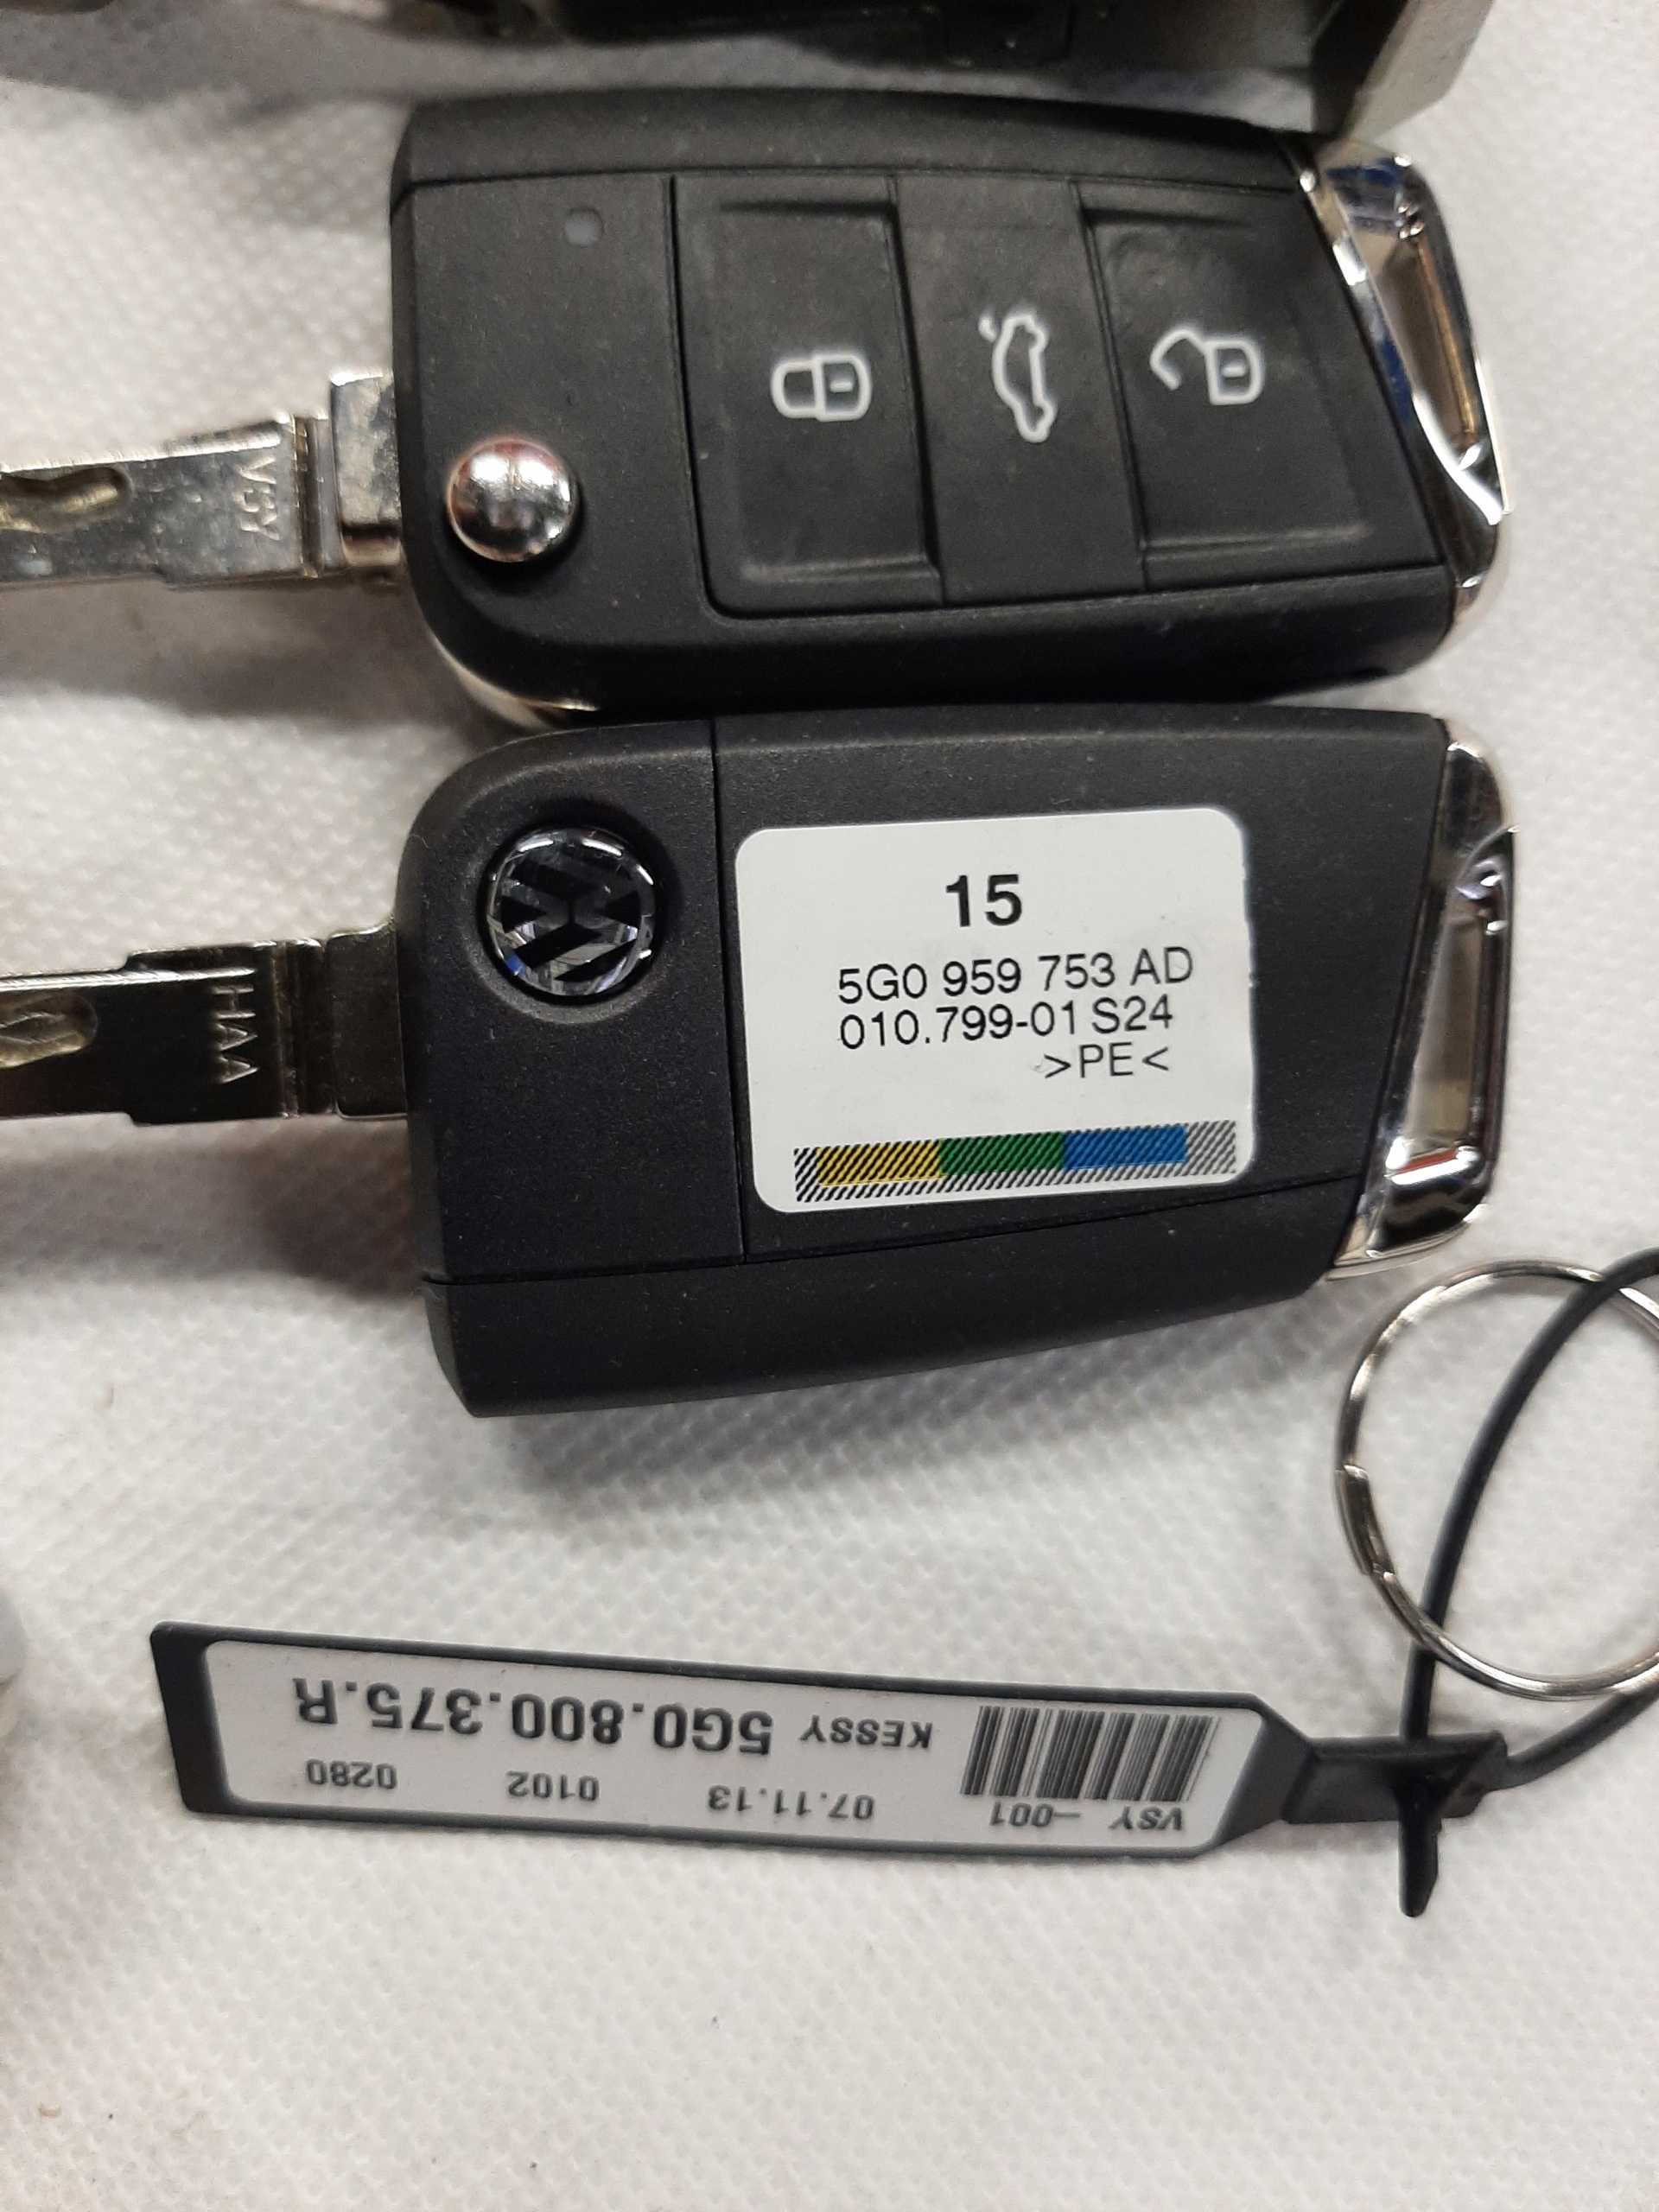 VSY
HAA
15
5G0 959 753 AD
010.799-01 S24
>PE<
VSY -001
07.11.13 0102 0280
KESSY 5G0.800.375.R